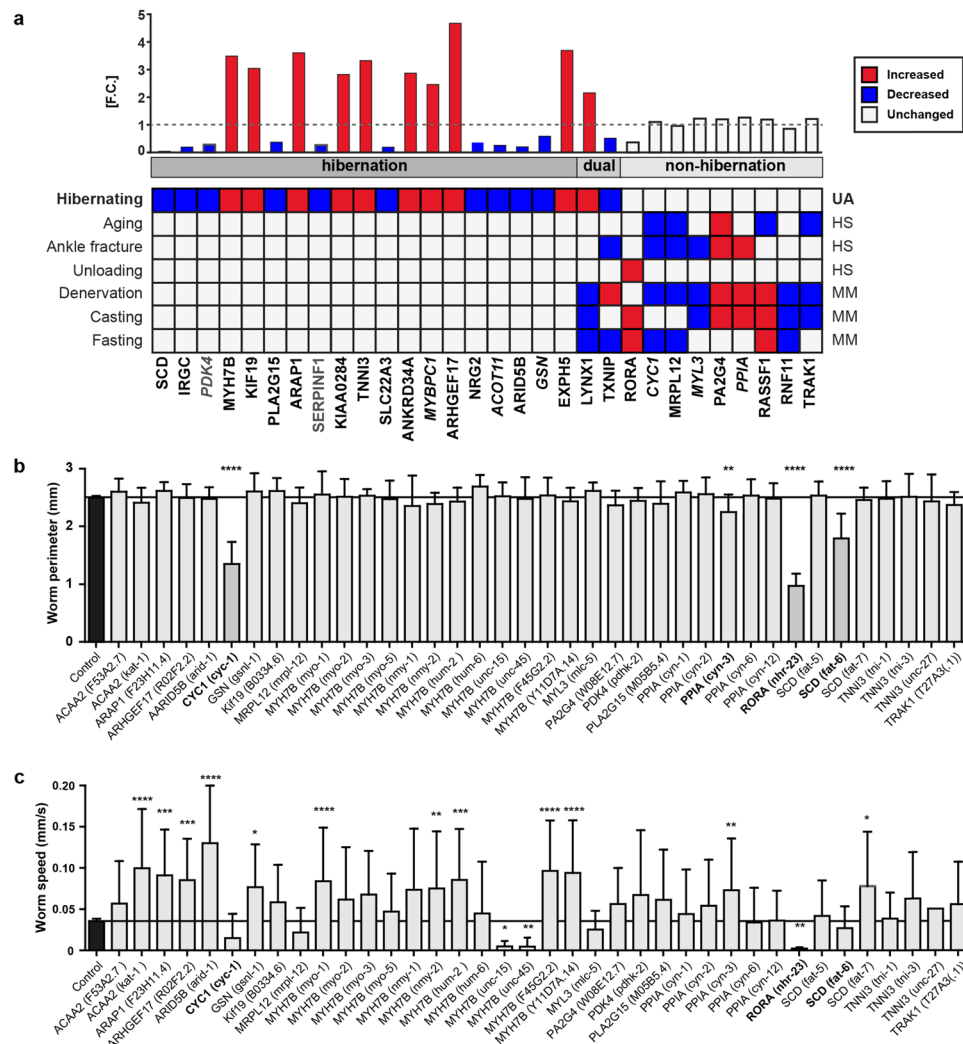 a
[F.C.]
5
4
3
2
1
0
Increased
Decreased
Unchanged
hibernation dual non-hibernation
Hibernating UA
Aging HS
Ankle fracture HS
Unloading HS
Denervation MM
Casting MM
Fasting MM
SCD
IRGC
PDK4
MYH7B
KIF19
PLA2G15
ARAP1
SERPINF1
KIAA0284
TNNI3
SLC22A3
ANKRD34A
MYBPC1
ARHGEF17
NRG2
ACOT11
ARID5B
GSN
EXPH5
LYNX1
TXNIP
RORA
CYC1
MRPL12
MYL3
PA2G4
PPIA
RASSF1
RNF11
TRAK1
b
Worm perimeter (mm)
3
2
1
0
**** ** **** ****
Control
ACAA2 (F53A2.7)
ACAA2 (kat-1)
ARAP1 (F23H11.4)
ARHGEF17 (R02F2.2)
AARID5B (arid-1)
CYC1 (cyc-1)
GSN (gsnl-1)
Kif19 (B0334.6)
MRPL12 (mrpl-12)
MYH7B (myo-1)
MYH7B (myo-2)
MYH7B (myo-3)
MYH7B (myo-5)
MYH7B (nmy-1)
MYH7B (nmy-2)
MYH7B (hum-2)
MYH7B (hum-6)
MYH7B (unc-15)
MYH7B (unc-45)
MYH7B (F45G2.2)
MYH7B (Y11D7A.14)
MYL3 (mlc-5)
PA2G4 (W08E12.7)
PDK4 (pdhk-2)
PLA2G15 (M05B5.4)
PPIA (cyn-1)
PPIA (cyn-2)
PPIA (cyn-3)
PPIA (cyn-6)
PPIA (cyn-12)
RORA (nhr-23)
SCD (fat-5)
SCD (fat-6)
SCD (fat-7)
TNNI3 (tni-1)
TNNI3 (tni-3)
TNNI3 (unc-27)
TRAK1 (T27A3(.1))
c
Worm speed (mm/s)
0.20
0.15
0.10
0.05
0
**** *** *** **** * **** ** *** * ** **** **** ** ** *
Control
ACAA2 (F53A2.7)
ACAA2 (kat-1)
ARAP1 (F23H11.4)
ARHGEF17 (R02F2.2)
ARID5B (arid-1)
CYC1 (cyc-1)
GSN (gsnl-1)
Kif19 (B0334.6)
MRPL12 (mrpl-12)
MYH7B (myo-1)
MYH7B (myo-2)
MYH7B (myo-3)
MYH7B (myo-5)
MYH7B (nmy-1)
MYH7B (nmy-2)
MYH7B (hum-2)
MYH7B (hum-6)
MYH7B (unc-15)
MYH7B (unc-45)
MYH7B (F45G2.2)
MYH7B (Y11D7A.14)
MYL3 (mlc-5)
PA2G4 (W08E12.7)
PDK4 (pdhk-2)
PLA2G15 (M05B5.4)
PPIA (cyn-1)
PPIA (cyn-2)
PPIA (cyn-3)
PPIA (cyn-6)
PPIA (cyn-12)
RORA (nhr-23)
SCD (fat-5)
SCD (fat-6)
SCD (fat-7)
TNNI3 (tni-1)
TNNI3 (tni-3)
TNNI3 (unc-27)
TRAK1 (T27A3(.1))